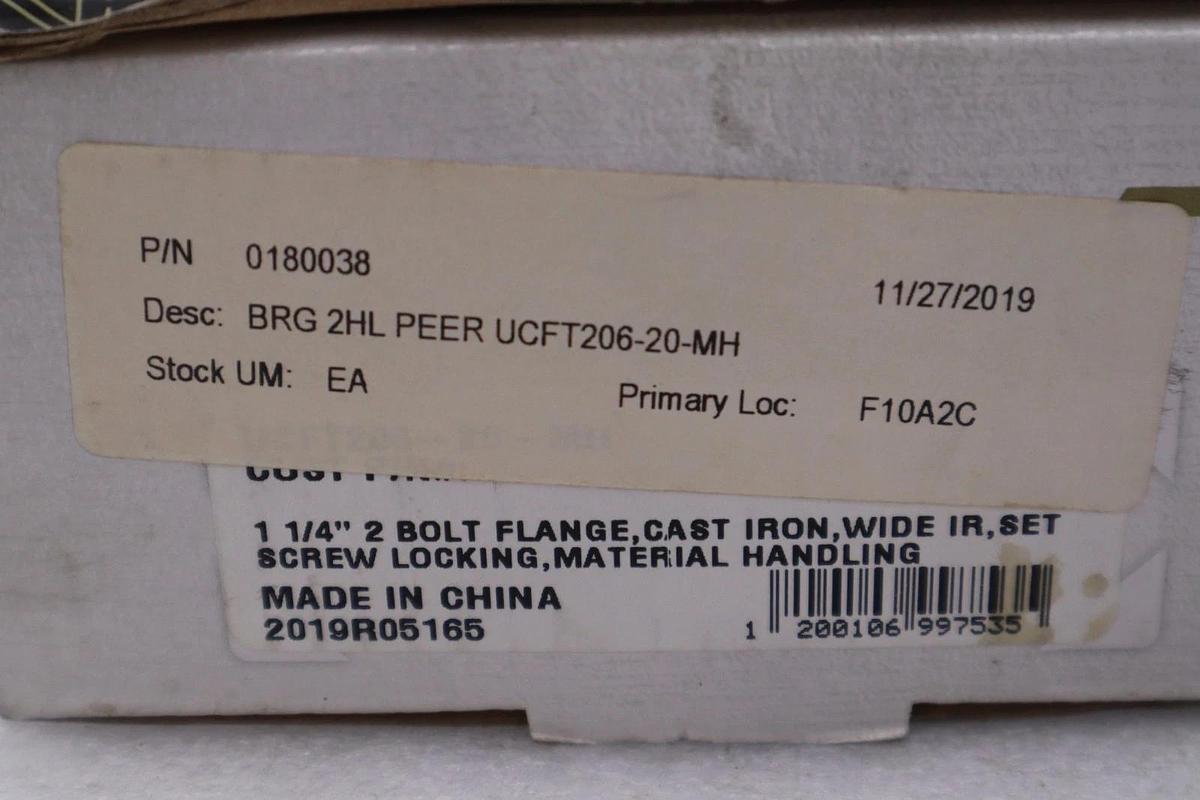 P/N 0180038
11/27/2019
Desc: BRG 2HL PEER UCFT206-20-MH
Stock UM: EA
Primary Loc: F10A2C
1 1/4" 2 BOLT FLANGE,CAST IRON,WIDE IR,SET
SCREW LOCKING,MATERIAL HANDLING
MADE IN CHINA
2019R05165
1 200106 997535